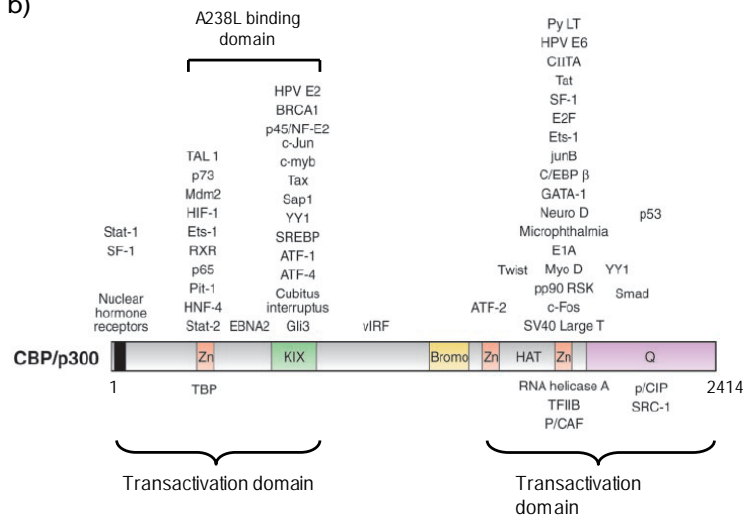 b)
A238L binding
domain
Stat-1
SF-1
Nuclear
hormone
receptors
TAL 1
p73
Mdm2
HIF-1
Ets-1
RXR
p65
Pit-1
HNF-4
Stat-2
EBNA2
HPV E2
BRCA1
p45/NF-E2
c-Jun
c-myb
Tax
Sap1
YY1
SREBP
ATF-1
ATF-4
Cubitus
interruptus
Gli3
vIRF
Py LT
HPV E6
CIITA
Tat
SF-1
E2F
Ets-1
junB
C/EBP β
GATA-1
Neuro D
Microphthalmia
E1A
Myo D
pp90 RSK
c-Fos
SV40 Large T
Twist
ATF-2
p53
YY1
Smad
CBP/p300
Zn
KIX
Bromo
Zn
HAT
Zn
Q
1
TBP
RNA helicase A
TFIIB
P/CAF
p/CIP
SRC-1
2414
Transactivation domain
Transactivation
domain